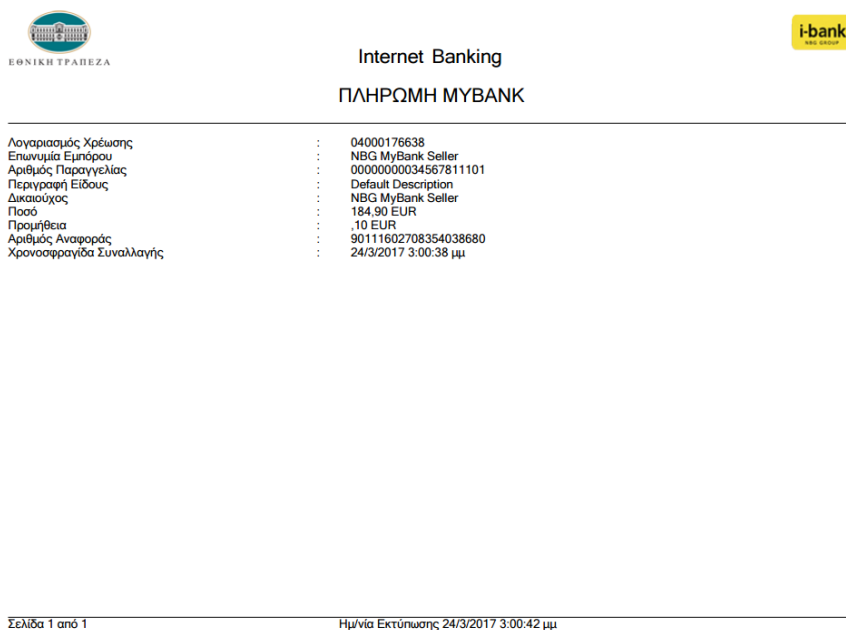 ΕΘΝΙΚΗ ΤΡΑΠΕΖΑ
i-bank
NBG GROUP
Internet Banking
ΠΛΗΡΩΜΗ MYBANK
Λογαριασμός Χρέωσης : 04000176638
Επωνυμία Εμπόρου : NBG MyBank Seller
Αριθμός Παραγγελίας : 00000000034567811101
Περιγραφή Είδους : Default Description
Δικαιούχος : NBG MyBank Seller
Ποσό : 184,90 EUR
Προμήθεια : ,10 EUR
Αριθμός Αναφοράς : 90111602708354038680
Χρονοσφραγίδα Συναλλαγής : 24/3/2017 3:00:38 μμ
Σελίδα 1 από 1 Ημ/νία Εκτύπωσης 24/3/2017 3:00:42 μμ